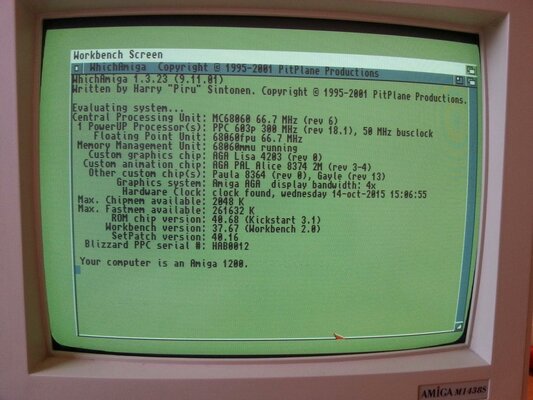 Workbench Screen
WhichAmiga Copyright © 1995-2001 PitPlane Productions
WhichAmiga 1.3.23 (9.11.01)
Written by Harry "Piru" Sintonen. Copyright © 1995-2001 PitPlane Productions.
Evaluating system...
Central Processing Unit: MC68060 66.7 MHz (rev 6)
1 PowerUP Processor(s): PPC 603p 300 MHz (rev 18.1), 50 MHz busclock
Floating Point Unit: 68060fpu 66.7 MHz
Memory Management Unit: 68060mmu running
Custom graphics chip: AGA Lisa 4203 (rev 0)
Custom animation chip: AGA PAL Alice 8374 2M (rev 3-4)
Other custom chip(s): Paula 8364 (rev 0), Gayle (rev 13)
Graphics system: Amiga AGA display bandwidth: 4x
Hardware Clock: clock found, wednesday 14-oct-2015 15:06:55
Max. Chipmem available: 2048 K
Max. Fastmem available: 261632 K
ROM chip version: 40.68 (Kickstart 3.1)
Workbench version: 37.67 (Workbench 2.0)
SetPatch version: 40.16
Blizzard PPC serial #: HAB0012
Your computer is an Amiga 1200.
AMIGA M1438S